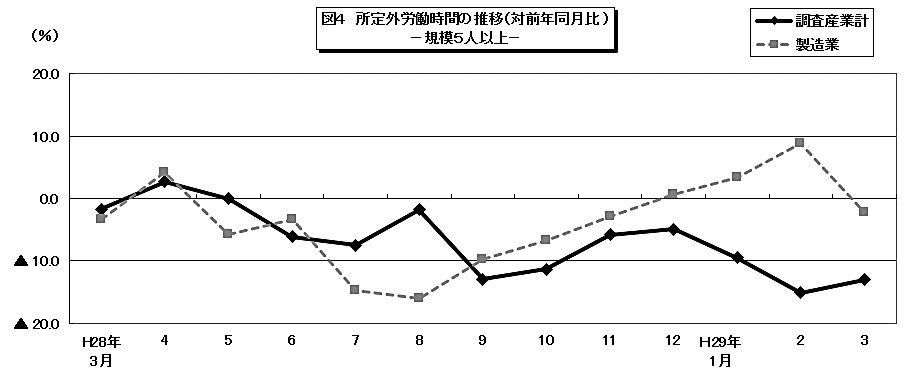 図４　所定外労働時間の推移（対前年同月比）
－規模５人以上－
(％)
調査産業計
製造業
20.0
10.0
0.0
▲ 10.0
▲ 20.0
H28年 4 5 6 7 8 9 10 11 12 H29年 2 3
3月 1月